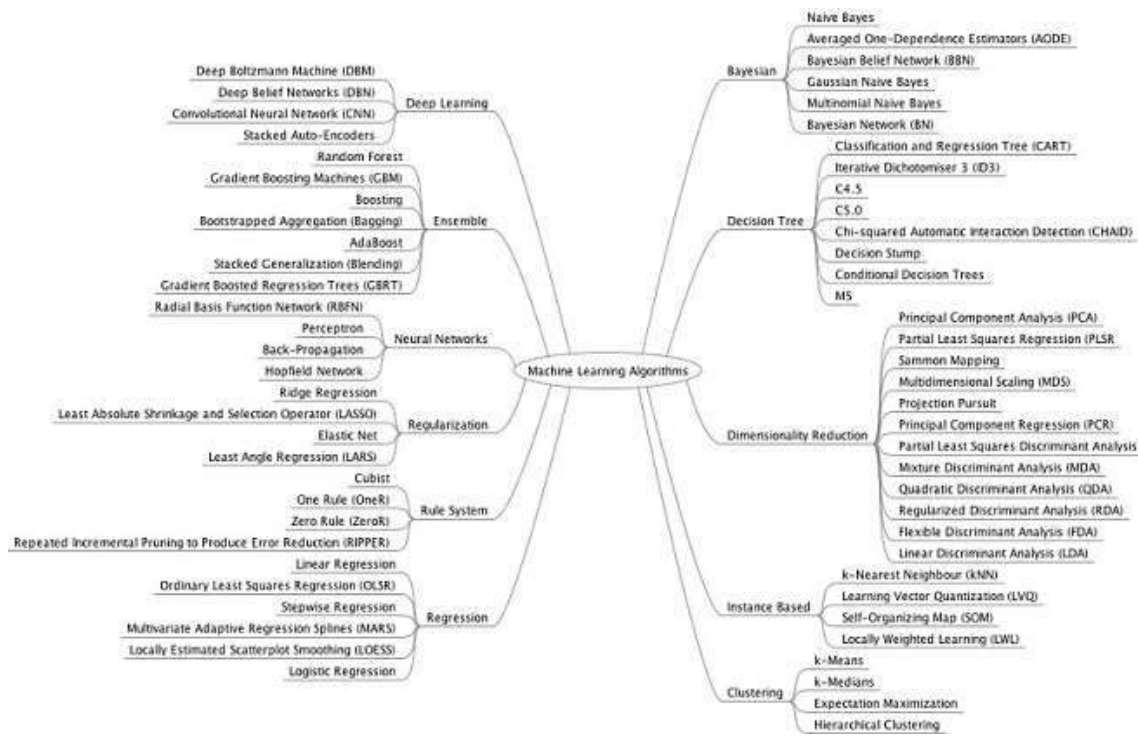 Machine Learning Algorithms
Deep Learning
Deep Boltzmann Machine (DBM)
Deep Belief Networks (DBN)
Convolutional Neural Network (CNN)
Stacked Auto-Encoders
Ensemble
Random Forest
Gradient Boosting Machines (GBM)
Boosting
Bootstrapped Aggregation (Bagging)
AdaBoost
Stacked Generalization (Blending)
Gradient Boosted Regression Trees (GBRT)
Neural Networks
Radial Basis Function Network (RBFN)
Perceptron
Back-Propagation
Hopfield Network
Regularization
Ridge Regression
Least Absolute Shrinkage and Selection Operator (LASSO)
Elastic Net
Least Angle Regression (LARS)
Rule System
Cubist
One Rule (OneR)
Zero Rule (ZeroR)
Repeated Incremental Pruning to Produce Error Reduction (RIPPER)
Regression
Linear Regression
Ordinary Least Squares Regression (OLSR)
Stepwise Regression
Multivariate Adaptive Regression Splines (MARS)
Locally Estimated Scatterplot Smoothing (LOESS)
Logistic Regression
Bayesian
Naive Bayes
Averaged One-Dependence Estimators (AODE)
Bayesian Belief Network (BBN)
Gaussian Naive Bayes
Multinomial Naive Bayes
Bayesian Network (BN)
Decision Tree
Classification and Regression Tree (CART)
Iterative Dichotomiser 3 (ID3)
C4.5
C5.0
Chi-squared Automatic Interaction Detection (CHAID)
Decision Stump
Conditional Decision Trees
M5
Dimensionality Reduction
Principal Component Analysis (PCA)
Partial Least Squares Regression (PLSR
Sammon Mapping
Multidimensional Scaling (MDS)
Projection Pursuit
Principal Component Regression (PCR)
Partial Least Squares Discriminant Analysis
Mixture Discriminant Analysis (MDA)
Quadratic Discriminant Analysis (QDA)
Regularized Discriminant Analysis (RDA)
Flexible Discriminant Analysis (FDA)
Linear Discriminant Analysis (LDA)
Instance Based
k-Nearest Neighbour (kNN)
Learning Vector Quantization (LVQ)
Self-Organizing Map (SOM)
Locally Weighted Learning (LWL)
Clustering
k-Means
k-Medians
Expectation Maximization
Hierarchical Clustering